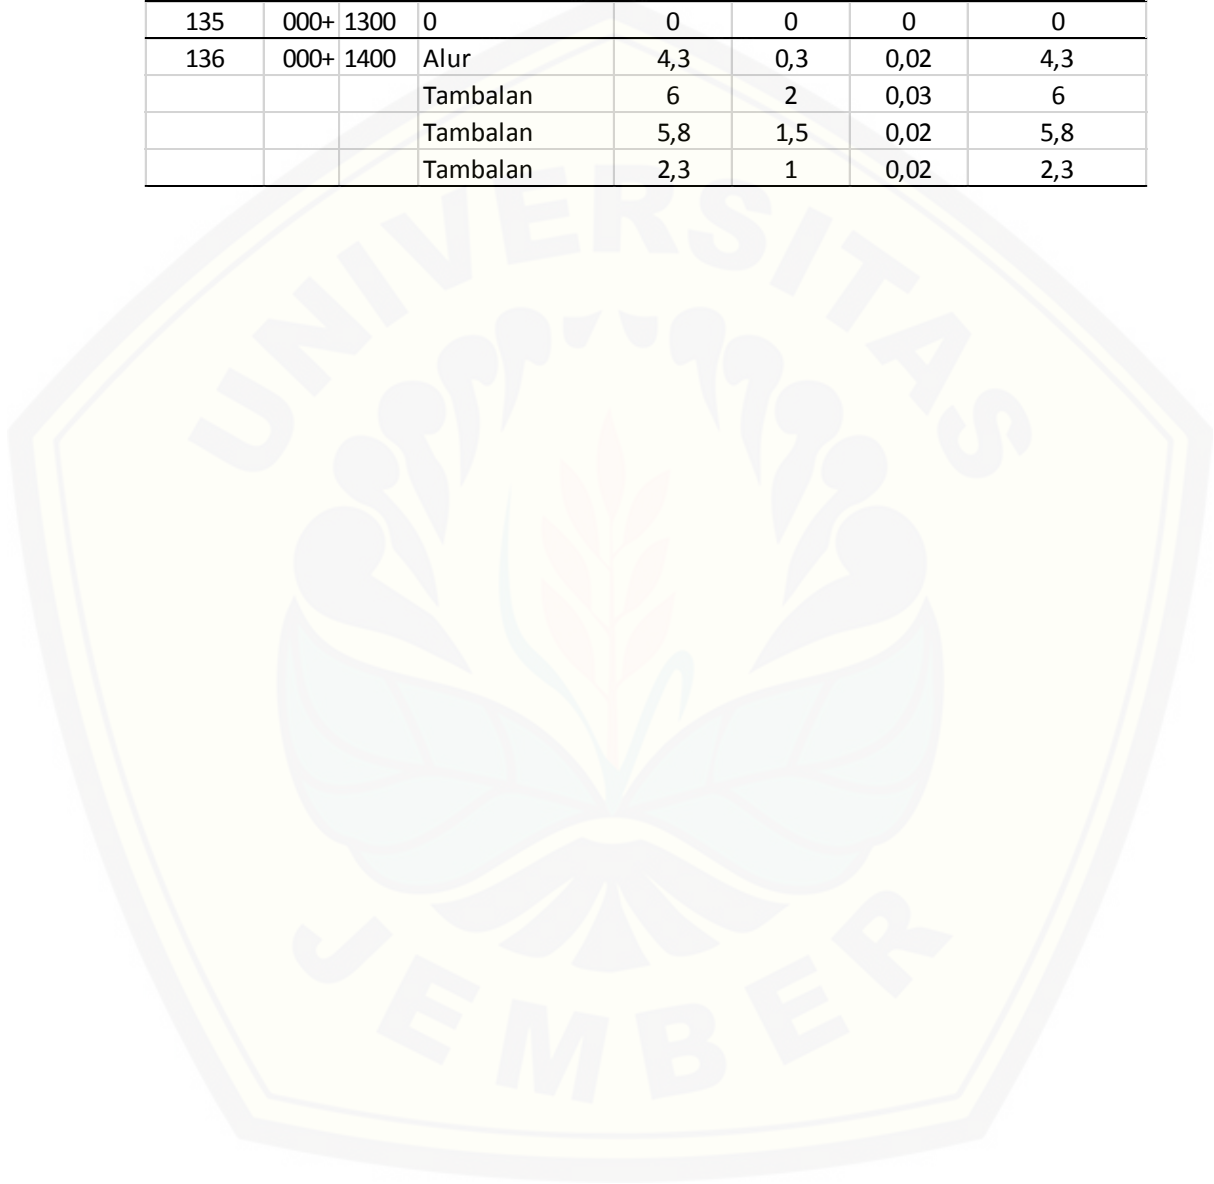 135 000+ 1300 0 0 0 0 0
136 000+ 1400 Alur 4,3 0,3 0,02 4,3
Tambalan 6 2 0,03 6
Tambalan 5,8 1,5 0,02 5,8
Tambalan 2,3 1 0,02 2,3
UNIVERSITAS
JEMBER